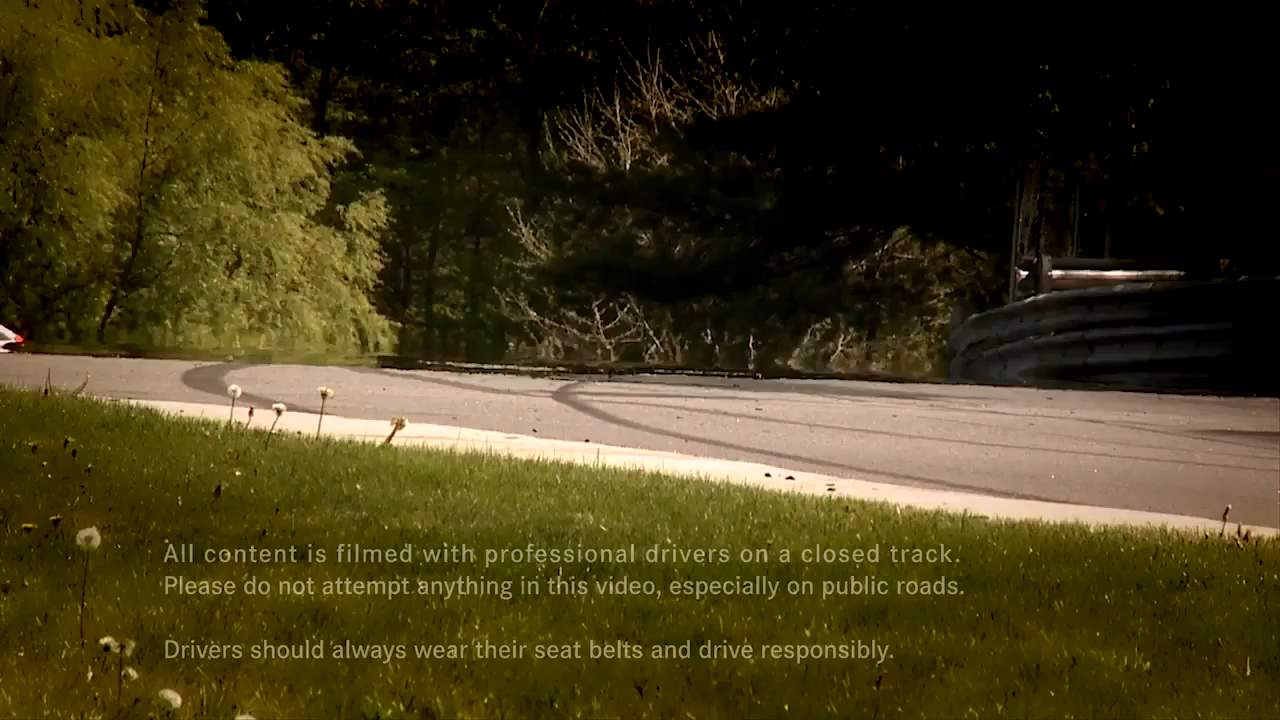 All content is filmed with professional drivers on a closed track.
Please do not attempt anything in this video, especially on public roads.
Drivers should always wear their seat belts and drive responsibly.